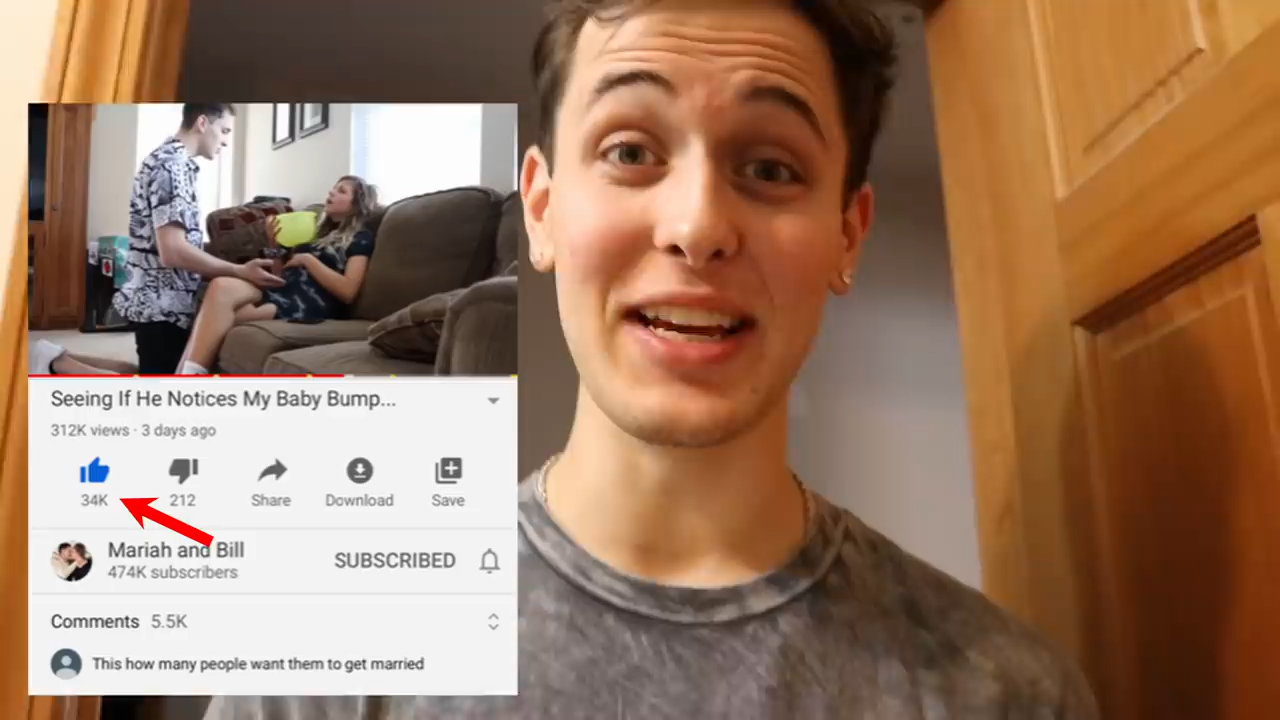 Seeing If He Notices My Baby Bump...
312K views · 3 days ago
34K 212 Share Download Save
Mariah and Bill SUBSCRIBED
474K subscribers
Comments 5.5K
This how many people want them to get married